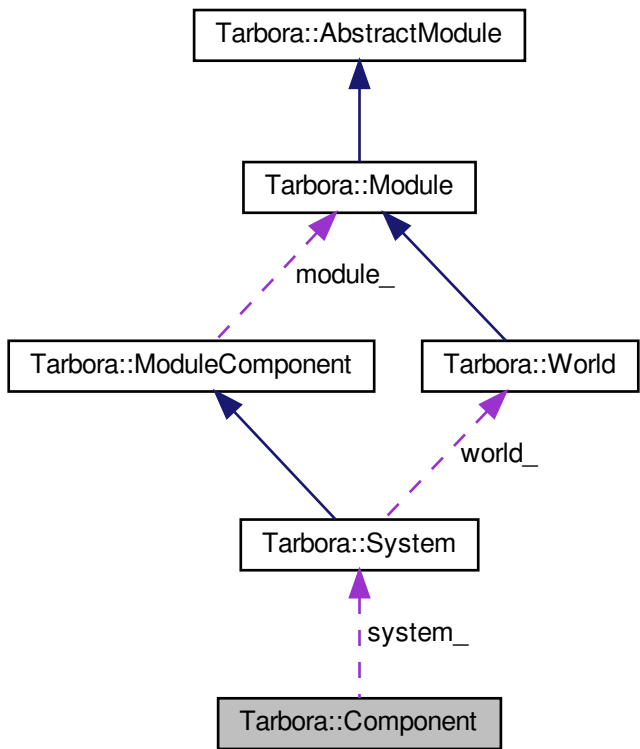 Tarbora::AbstractModule
Tarbora::Module
module_
Tarbora::ModuleComponent
Tarbora::World
world_
Tarbora::System
system_
Tarbora::Component